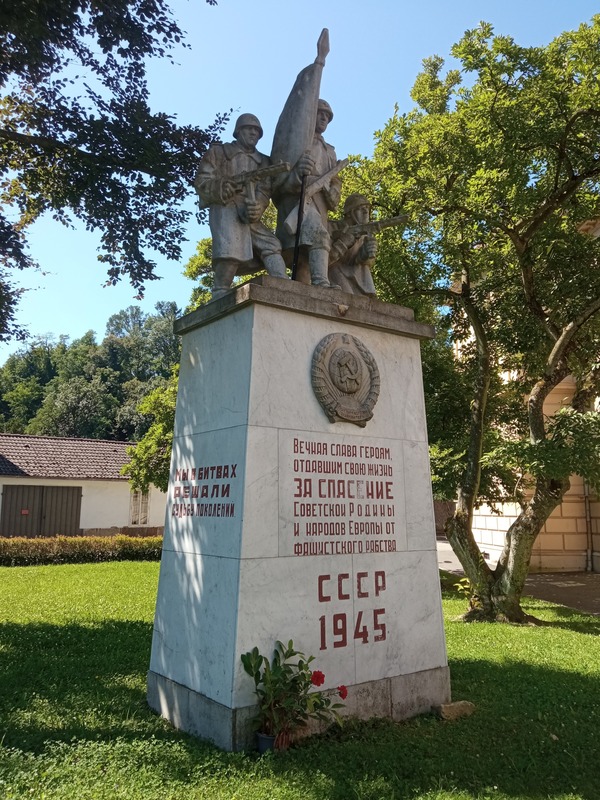 Мы в битвах
решали
судьбы поколений
Вечная слава героям,
отдавшим свою жизнь
за спасение
Советской Родины
и народов Европы от
фашистского рабства
СССР
1945